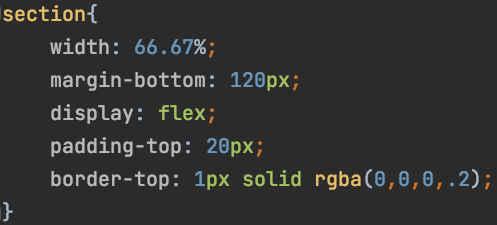 section{
width: 66.67%;
margin-bottom: 120px;
display: flex;
padding-top: 20px;
border-top: 1px solid rgba(0,0,0,.2);
}